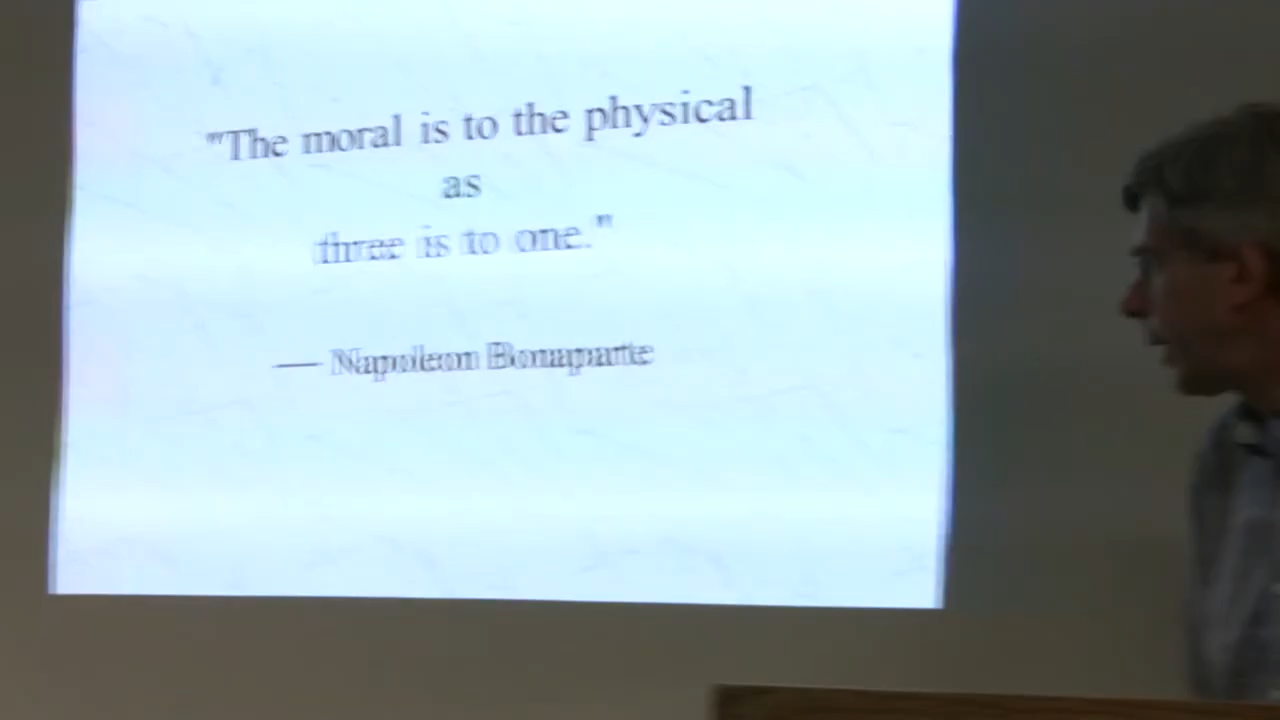 "The moral is to the physical
as
three is to one."
— Napoleon Bonaparte